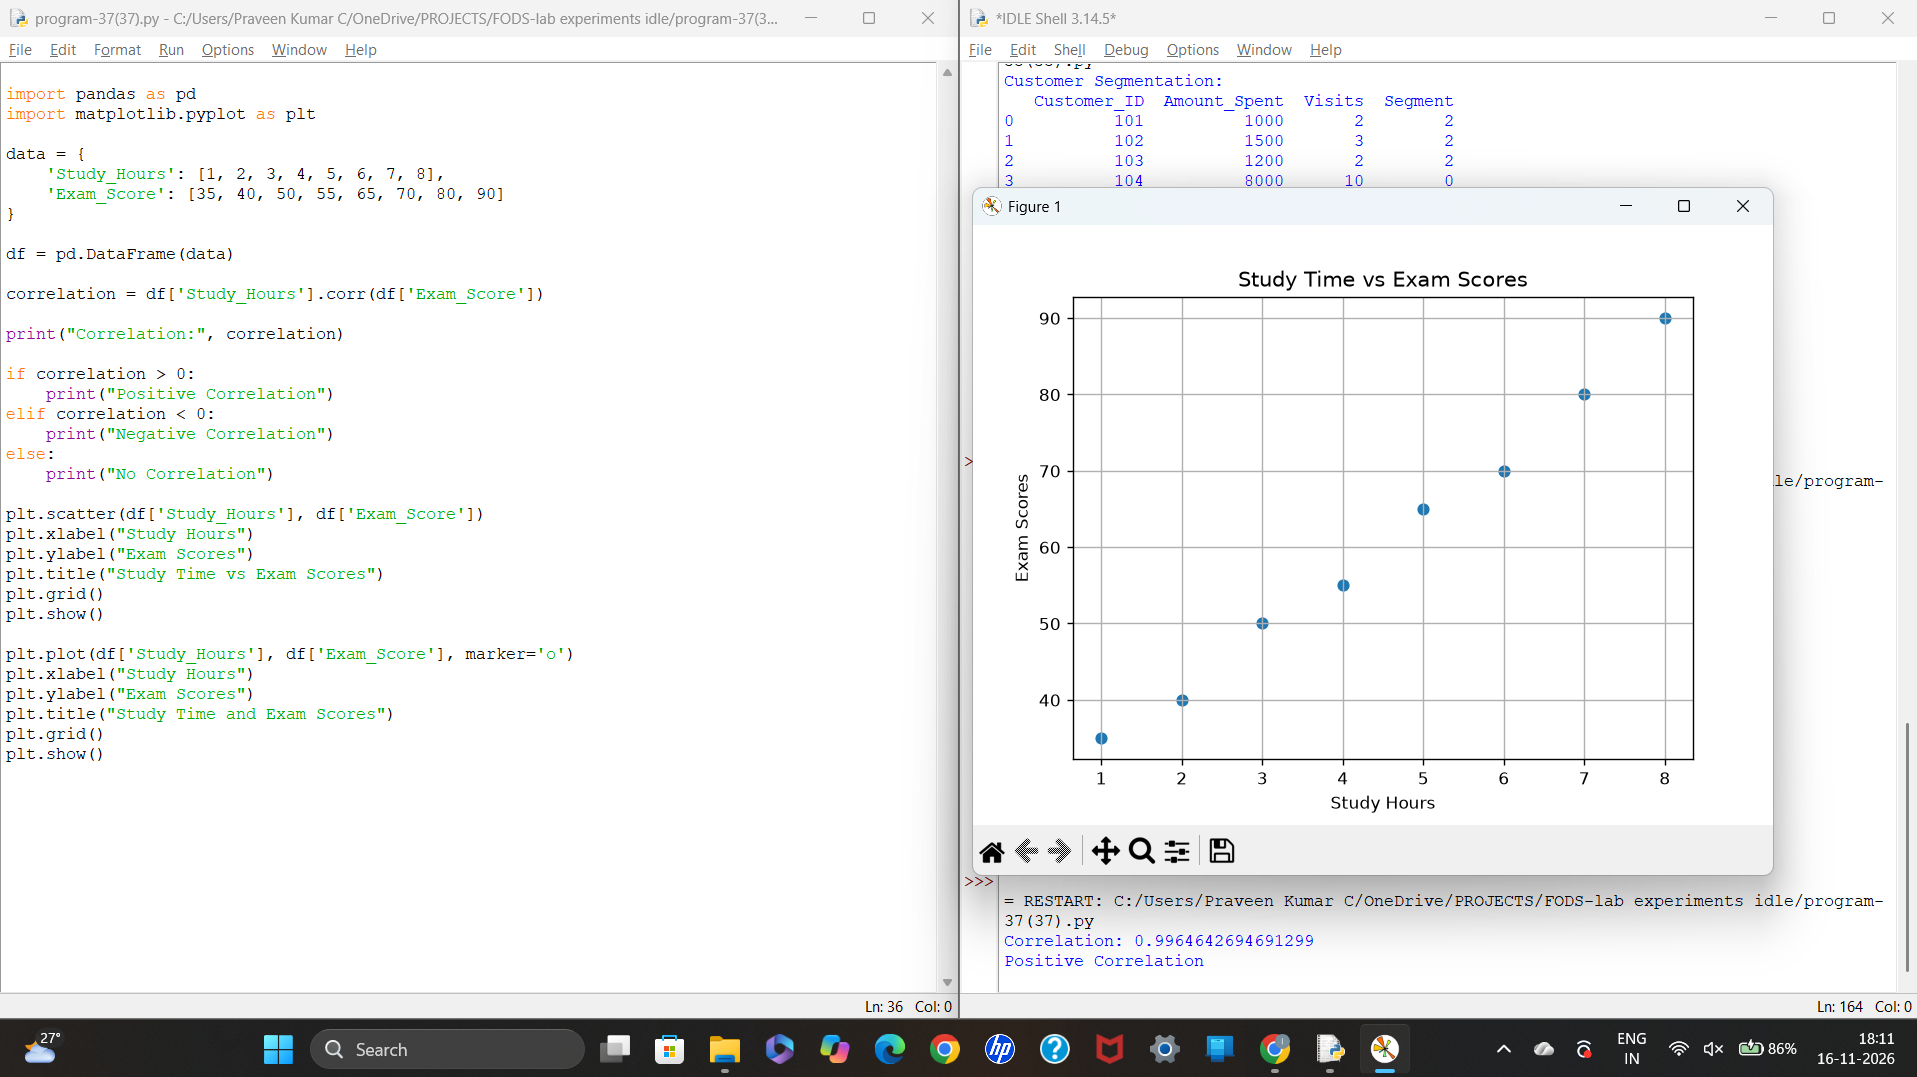 program-37(37).py - C:/Users/Praveen Kumar C/OneDrive/PROJECTS/FODS-lab experiments idle/program-37(3...
File Edit Format Run Options Window Help
import pandas as pd
import matplotlib.pyplot as plt
data = {
    'Study_Hours': [1, 2, 3, 4, 5, 6, 7, 8],
    'Exam_Score': [35, 40, 50, 55, 65, 70, 80, 90]
}
df = pd.DataFrame(data)
correlation = df['Study_Hours'].corr(df['Exam_Score'])
print("Correlation:", correlation)
if correlation > 0:
    print("Positive Correlation")
elif correlation < 0:
    print("Negative Correlation")
else:
    print("No Correlation")
plt.scatter(df['Study_Hours'], df['Exam_Score'])
plt.xlabel("Study Hours")
plt.ylabel("Exam Scores")
plt.title("Study Time vs Exam Scores")
plt.grid()
plt.show()
plt.plot(df['Study_Hours'], df['Exam_Score'], marker='o')
plt.xlabel("Study Hours")
plt.ylabel("Exam Scores")
plt.title("Study Time and Exam Scores")
plt.grid()
plt.show()
Ln: 36 Col: 0
*IDLE Shell 3.14.5*
File Edit Shell Debug Options Window Help
Customer Segmentation:
   Customer_ID  Amount_Spent  Visits  Segment
0          101          1000       2        2
1          102          1500       3        2
2          103          1200       2        2
3          104          8000      10        0
>
le/program-
Figure 1
Study Time vs Exam Scores
Exam Scores
90
80
70
60
50
40
1 2 3 4 5 6 7 8
Study Hours
>>>
= RESTART: C:/Users/Praveen Kumar C/OneDrive/PROJECTS/FODS-lab experiments idle/program-
37(37).py
Correlation: 0.9964642694691299
Positive Correlation
Ln: 164 Col: 0
27°
Search
hp
ENG
IN
86%
18:11
16-11-2026